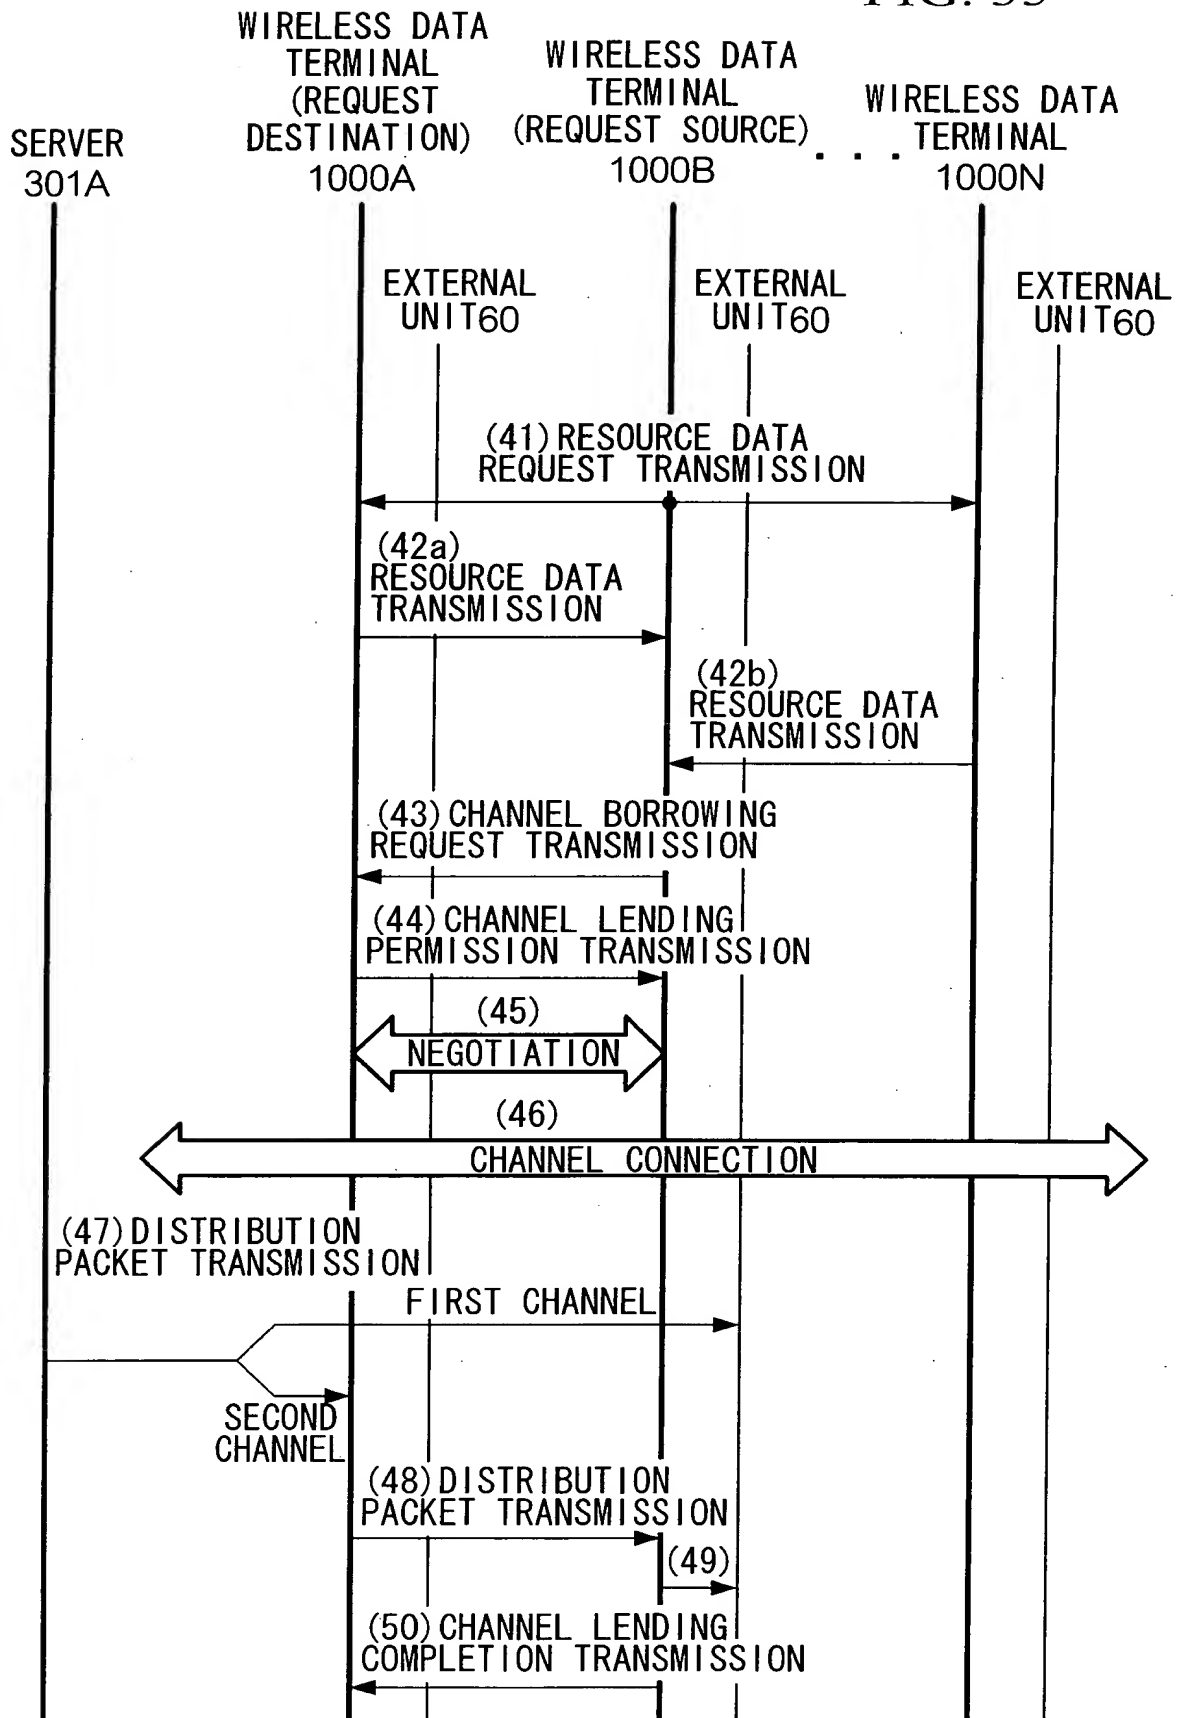 FIG. 33
WIRELESS DATA
TERMINAL
(REQUEST
DESTINATION)
1000A
WIRELESS DATA
TERMINAL
(REQUEST SOURCE)
1000B
. . .
WIRELESS DATA
TERMINAL
1000N
SERVER
301A
EXTERNAL
UNIT60
EXTERNAL
UNIT60
EXTERNAL
UNIT60
(41)RESOURCE DATA
REQUEST TRANSMISSION
(42a)
RESOURCE DATA
TRANSMISSION
(42b)
RESOURCE DATA
TRANSMISSION
(43)CHANNEL BORROWING
REQUEST TRANSMISSION
(44)CHANNEL LENDING
PERMISSION TRANSMISSION
(45)
NEGOTIATION
(46)
CHANNEL CONNECTION
(47)DISTRIBUTION
PACKET TRANSMISSION
FIRST CHANNEL
SECOND
CHANNEL
(48)DISTRIBUTION
PACKET TRANSMISSION
(49)
(50)CHANNEL LENDING
COMPLETION TRANSMISSION